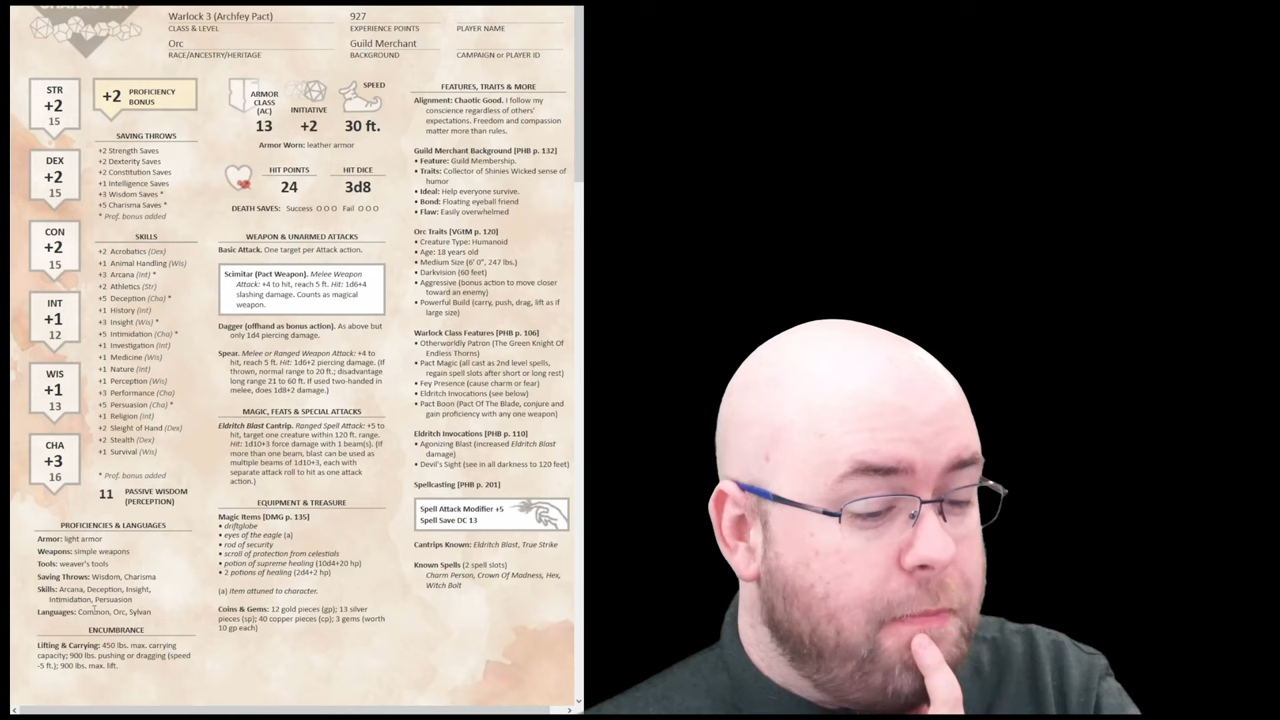 CHARACTER
Warlock 3 (Archfey Pact)
CLASS & LEVEL
927
EXPERIENCE POINTS
PLAYER NAME
Orc
RACE/ANCESTRY/HERITAGE
Guild Merchant
BACKGROUND
CAMPAIGN or PLAYER ID
STR
+2
15
DEX
+2
15
CON
+2
15
INT
+1
12
WIS
+1
13
CHA
+3
16
+2 PROFICIENCY
BONUS
SAVING THROWS
+2 Strength Saves
+2 Dexterity Saves
+2 Constitution Saves
+1 Intelligence Saves
+3 Wisdom Saves *
+5 Charisma Saves *
* Prof. bonus added
SKILLS
+2 Acrobatics (Dex)
+1 Animal Handling (Wis)
+3 Arcana (Int) *
+2 Athletics (Str)
+5 Deception (Cha) *
+1 History (Int)
+3 Insight (Wis) *
+5 Intimidation (Cha) *
+1 Investigation (Int)
+1 Medicine (Wis)
+1 Nature (Int)
+1 Perception (Wis)
+3 Performance (Cha)
+5 Persuasion (Cha) *
+1 Religion (Int)
+2 Sleight of Hand (Dex)
+2 Stealth (Dex)
+1 Survival (Wis)
* Prof. bonus added
11 PASSIVE WISDOM
(PERCEPTION)
PROFICIENCIES & LANGUAGES
Armor: light armor
Weapons: simple weapons
Tools: weaver's tools
Saving Throws: Wisdom, Charisma
Skills: Arcana, Deception, Insight,
Intimidation, Persuasion
Languages: Common, Orc, Sylvan
ENCUMBRANCE
Lifting & Carrying: 450 lbs. max. carrying
capacity; 900 lbs. pushing or dragging (speed
-5 ft.); 900 lbs. max. lift.
ARMOR
CLASS
(AC)
13
INITIATIVE
+2
SPEED
30 ft.
Armor Worn: leather armor
HIT POINTS
24
HIT DICE
3d8
DEATH SAVES: Success O O O Fail O O O
WEAPON & UNARMED ATTACKS
Basic Attack. One target per Attack action.
Scimitar (Pact Weapon). Melee Weapon
Attack: +4 to hit, reach 5 ft. Hit: 1d6+4
slashing damage. Counts as magical
weapon.
Dagger (offhand as bonus action). As above but
only 1d4 piercing damage.
Spear. Melee or Ranged Weapon Attack: +4 to
hit, reach 5 ft. Hit: 1d6+2 piercing damage. (If
thrown, normal range to 20 ft.; disadvantage
long range 21 to 60 ft. If used two-handed in
melee, does 1d8+2 damage.)
MAGIC, FEATS & SPECIAL ATTACKS
Eldritch Blast Cantrip. Ranged Spell Attack: +5 to
hit, target one creature within 120 ft. range.
Hit: 1d10+3 force damage with 1 beam(s). (If
more than one beam, blast can be used as
multiple beams of 1d10+3, each with
separate attack roll to hit as one attack
action.)
EQUIPMENT & TREASURE
Magic Items [DMG p. 135]
• driftglobe
• eyes of the eagle (a)
• rod of security
• scroll of protection from celestials
• potion of supreme healing (10d4+20 hp)
• 2 potions of healing (2d4+2 hp)
(a) Item attuned to character.
Coins & Gems: 12 gold pieces (gp); 13 silver
pieces (sp); 40 copper pieces (cp); 3 gems (worth
10 gp each)
FEATURES, TRAITS & MORE
Alignment: Chaotic Good. I follow my
conscience regardless of others'
expectations. Freedom and compassion
matter more than rules.
Guild Merchant Background [PHB p. 132]
• Feature: Guild Membership.
• Traits: Collector of Shinies Wicked sense of
humor
• Ideal: Help everyone survive.
• Bond: Floating eyeball friend
• Flaw: Easily overwhelmed
Orc Traits [VGtM p. 120]
• Creature Type: Humanoid
• Age: 18 years old
• Medium Size (6' 0", 247 lbs.)
• Darkvision (60 feet)
• Aggressive (bonus action to move closer
toward an enemy)
• Powerful Build (carry, push, drag, lift as if
large size)
Warlock Class Features [PHB p. 106]
• Otherworldly Patron (The Green Knight Of
Endless Thorns)
• Pact Magic (all cast as 2nd level spells,
regain spell slots after short or long rest)
• Fey Presence (cause charm or fear)
• Eldritch Invocations (see below)
• Pact Boon (Pact Of The Blade, conjure and
gain proficiency with any one weapon)
Eldritch Invocations [PHB p. 110]
• Agonizing Blast (increased Eldritch Blast
damage)
• Devil's Sight (see in all darkness to 120 feet)
Spellcasting [PHB p. 201]
Spell Attack Modifier +5
Spell Save DC 13
Cantrips Known: Eldritch Blast, True Strike
Known Spells (2 spell slots)
Charm Person, Crown Of Madness, Hex,
Witch Bolt